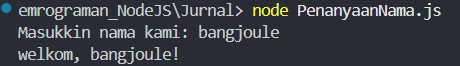 emrograman_NodeJS\Jurnal> node PenanyaanNama.js
Masukkin nama kami: bangjoule
welkom, bangjoule!